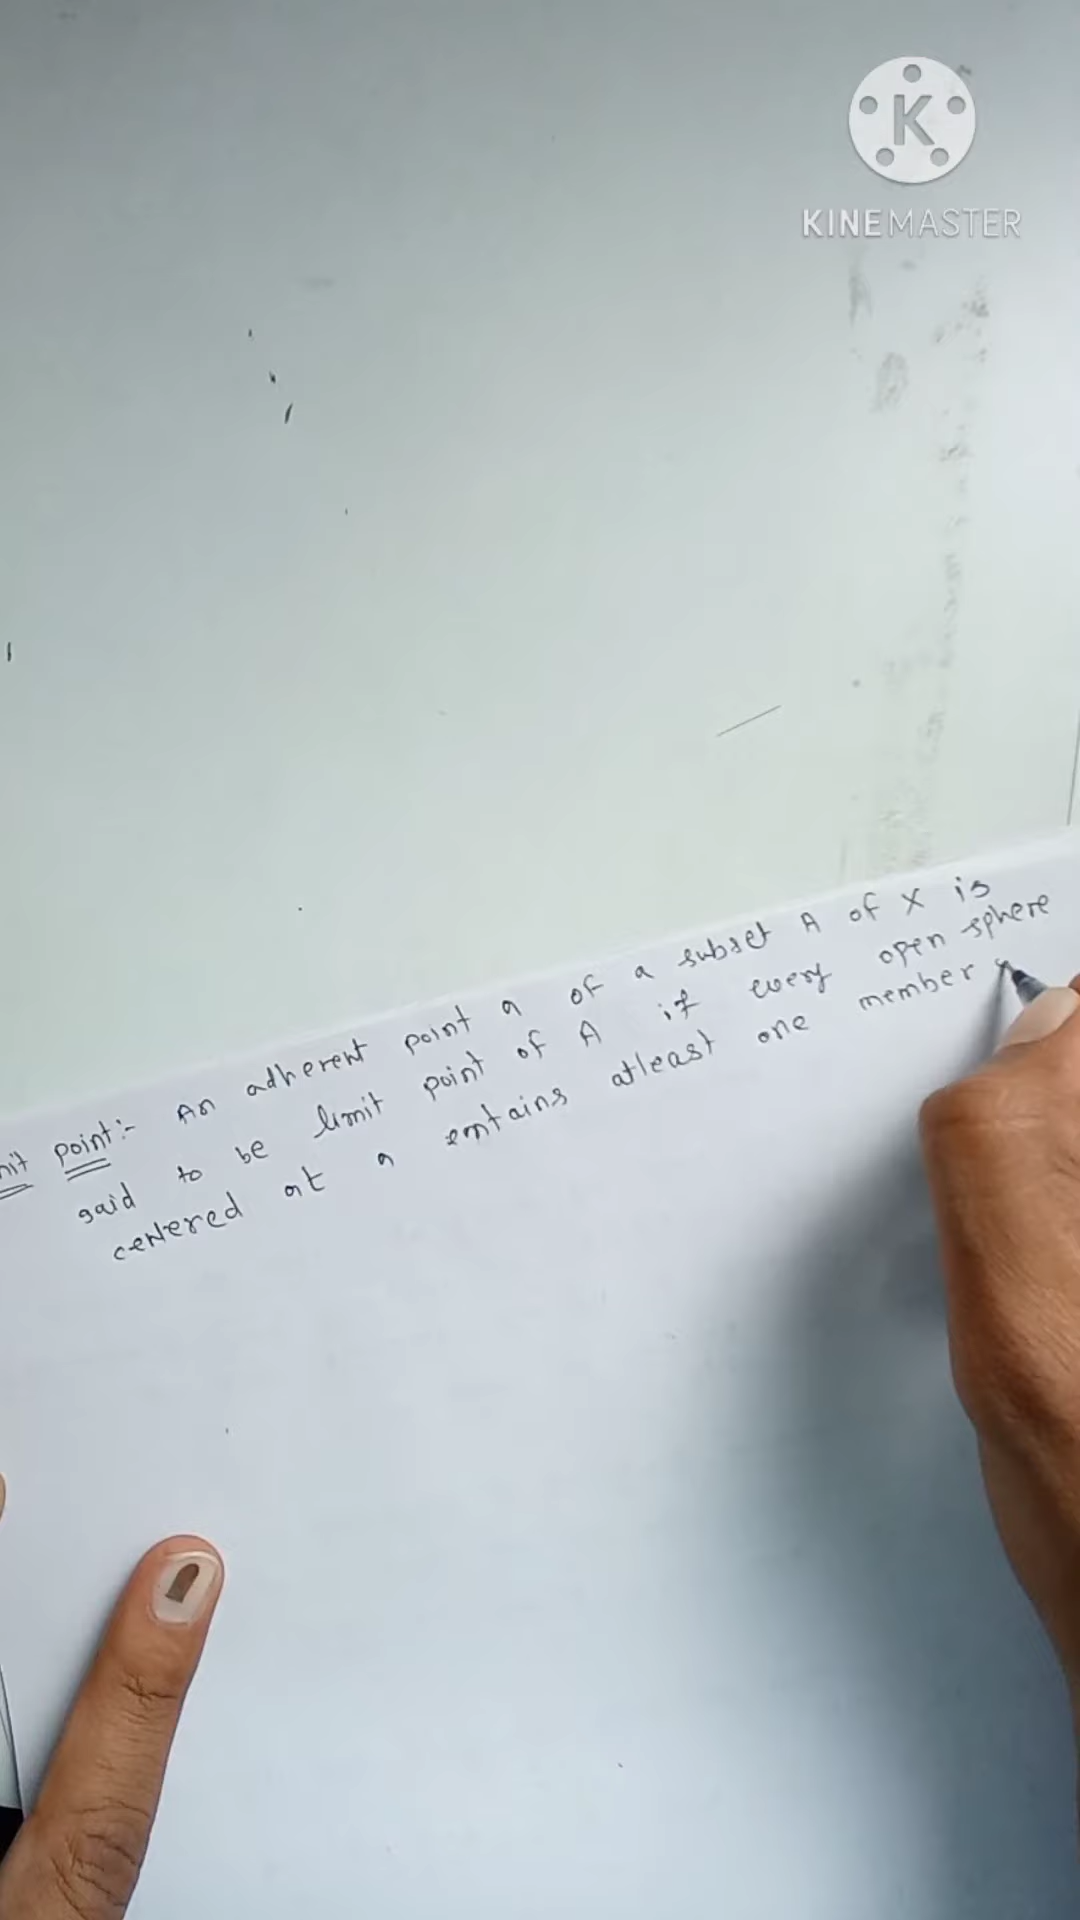 K
KINEMASTER
point:- An adherent point a of a subset A of X is
said to be limit point of A if every open sphere
centered at a contains atleast one member